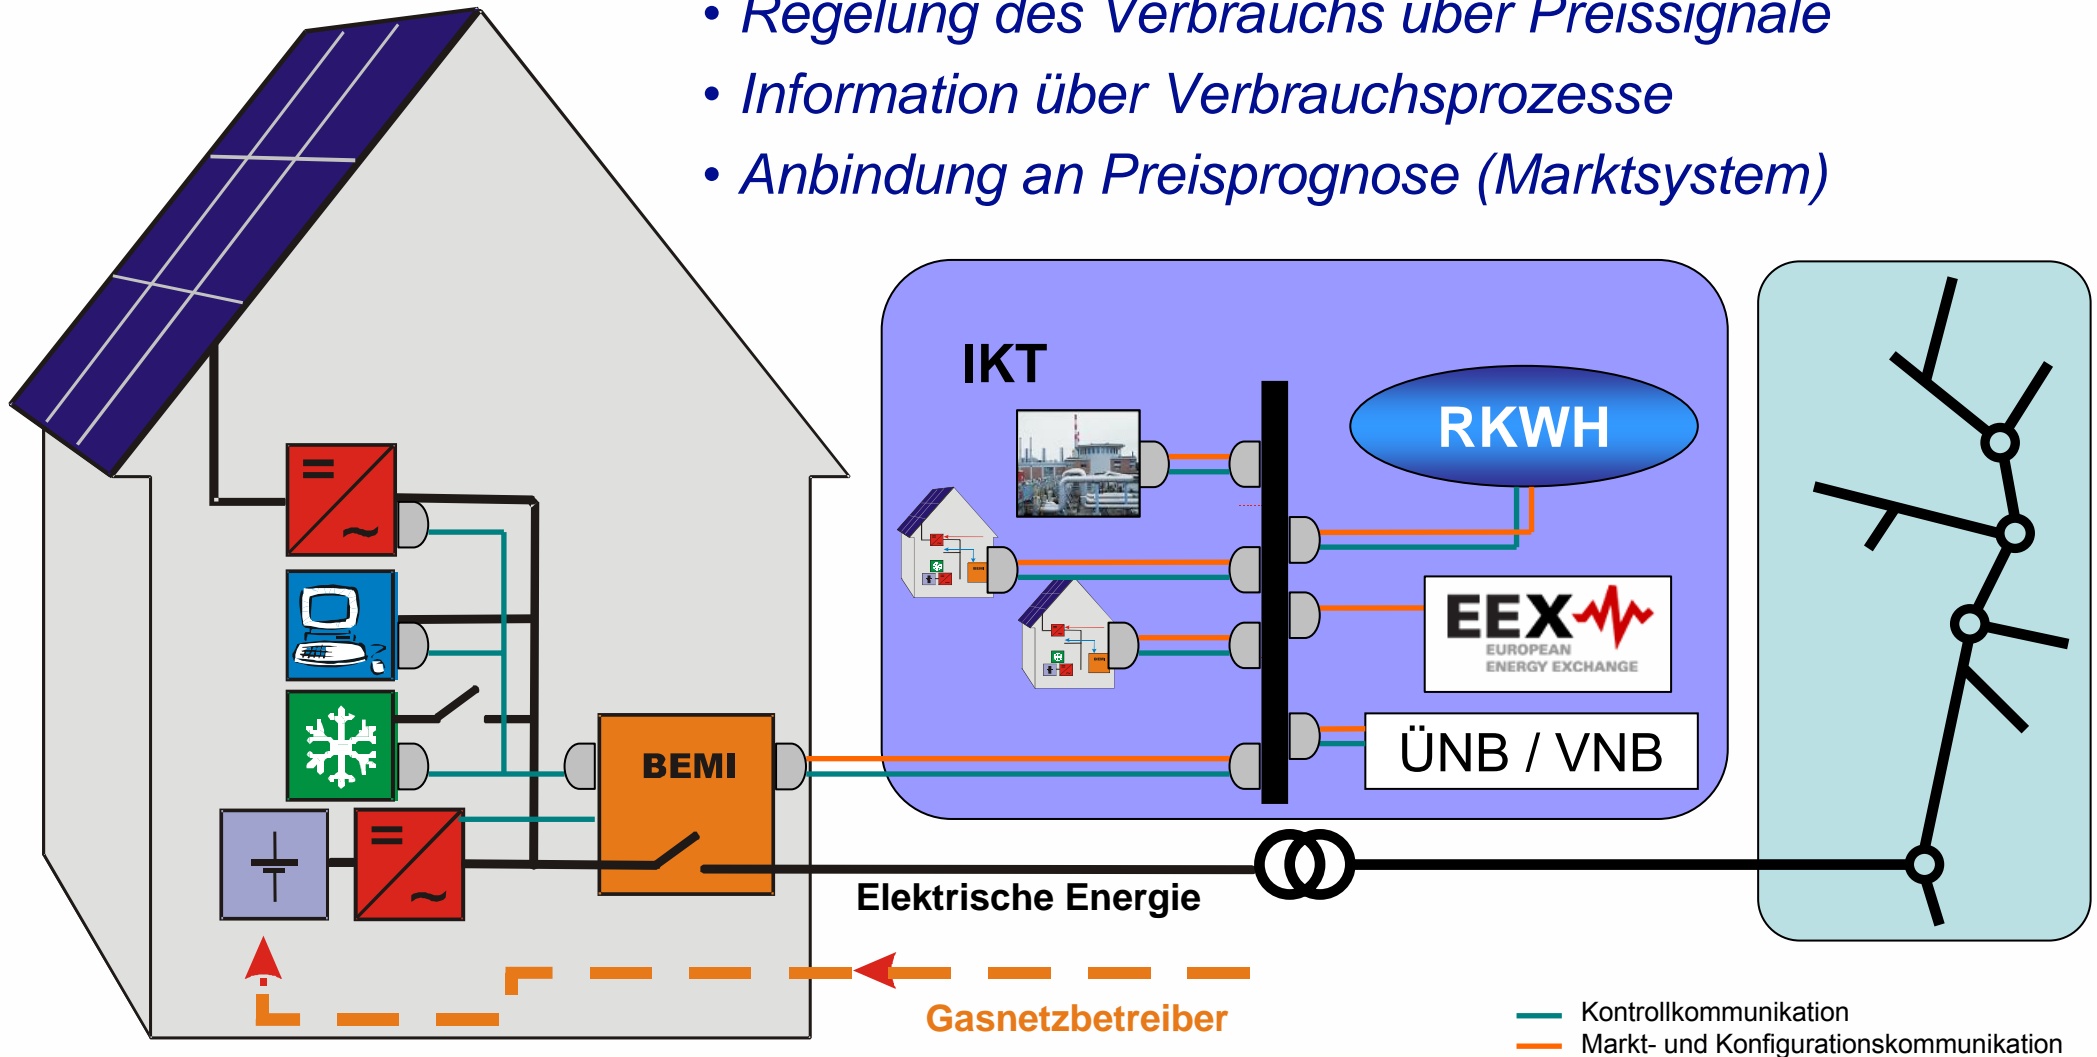 • Regelung des Verbrauchs über Preissignale
• Information über Verbrauchsprozesse
• Anbindung an Preisprognose (Marktsystem)
IKT
RKWH
EEX
EUROPEAN
ENERGY EXCHANGE
ÜNB / VNB
BEMI
Elektrische Energie
Gasnetzbetreiber
Kontrollkommunikation
Markt- und Konfigurationskommunikation